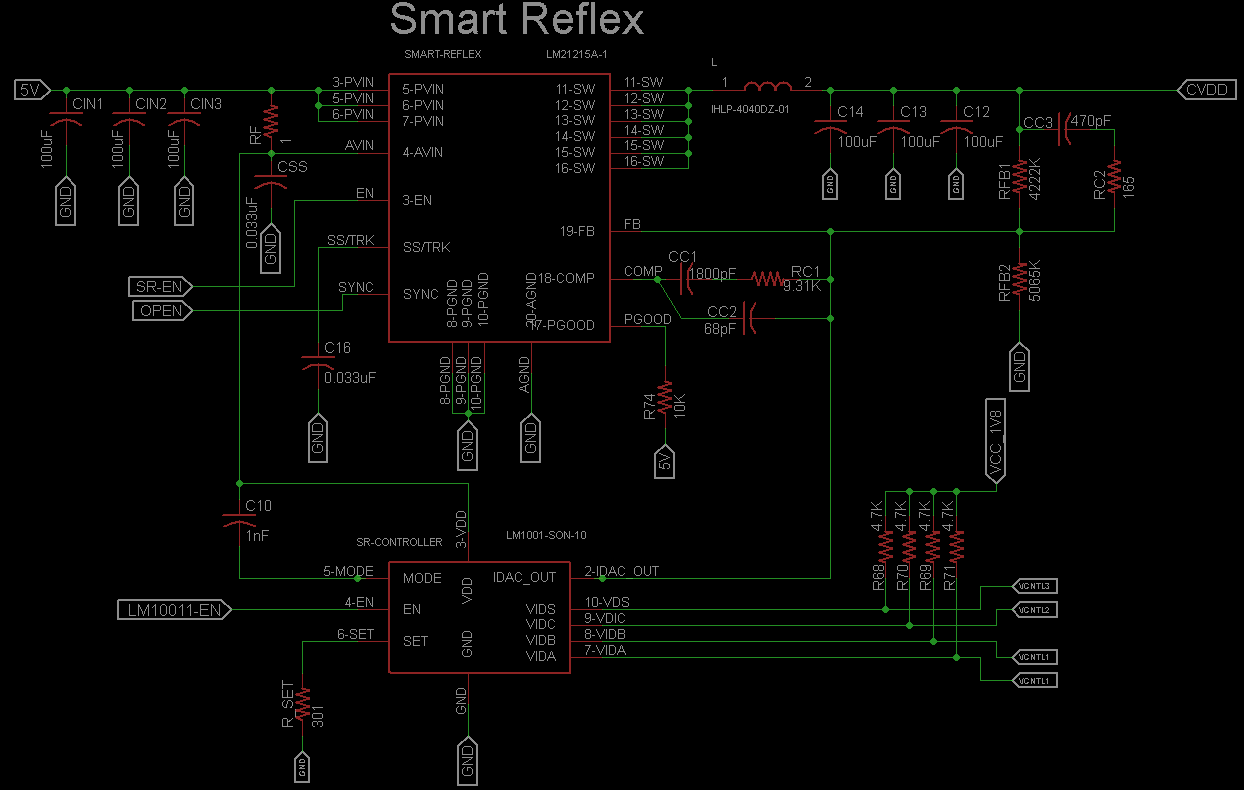 Smart Reflex
SMART-REFLEX
LM21215A-1
L
5V
CIN1
CIN2
CIN3
100uF
100uF
100uF
GND
GND
GND
RF
1
CSS
0.033uF
GND
3-PVIN
5-PVIN
6-PVIN
AVIN
EN
SS/TRK
SYNC
5-PVIN
6-PVIN
7-PVIN
4-AVIN
3-EN
SS/TRK
SYNC
8-PGND
9-PGND
10-PGND
20-AGND
11-SW
12-SW
13-SW
14-SW
15-SW
16-SW
19-FB
18-COMP
17-PGOOD
11-SW
12-SW
13-SW
14-SW
15-SW
16-SW
FB
COMP
PGOOD
1
2
IHLP-4040DZ-01
CVDD
C14
100uF
C13
100uF
C12
100uF
GND
GND
GND
CC3
470pF
RFB1
4222K
RC2
165
RFB2
5065K
GND
CC1
1800pF
RC1
9.31K
CC2
68pF
R74
10K
5V
SR-EN
OPEN
C16
0.033uF
GND
8-PGND
9-PGND
10-PGND
AGND
GND
GND
VCC_1V8
4.7K
4.7K
4.7K
4.7K
R68
R70
R69
R71
C10
1nF
SR-CONTROLLER
LM1001-SON-10
3-VDD
5-MODE
4-EN
6-SET
MODE
EN
SET
VDD
GND
IDAC_OUT
VIDS
VIDC
VIDB
VIDA
2-IDAC_OUT
10-VDS
9-VDIC
8-VIDB
7-VIDA
VCNTL3
VCNTL2
VCNTL1
VCNTL1
LM10011-EN
R_SET
301
GND
GND
GND